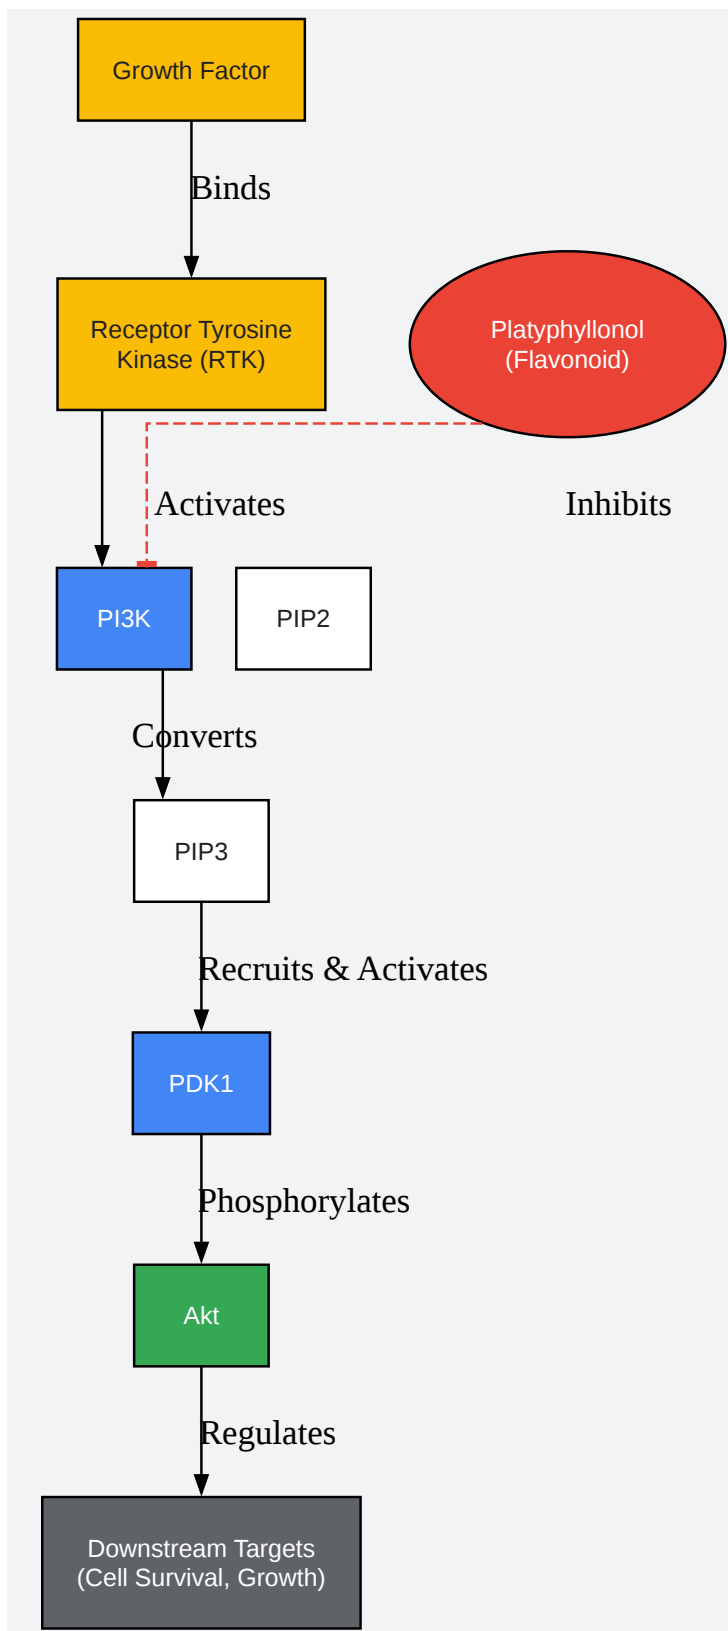 Growth Factor
Binds
Receptor Tyrosine
Kinase (RTK)
Platyphyllonol
(Flavonoid)
Activates
Inhibits
PI3K
PIP2
Converts
PIP3
Recruits & Activates
PDK1
Phosphorylates
Akt
Regulates
Downstream Targets
(Cell Survival, Growth)